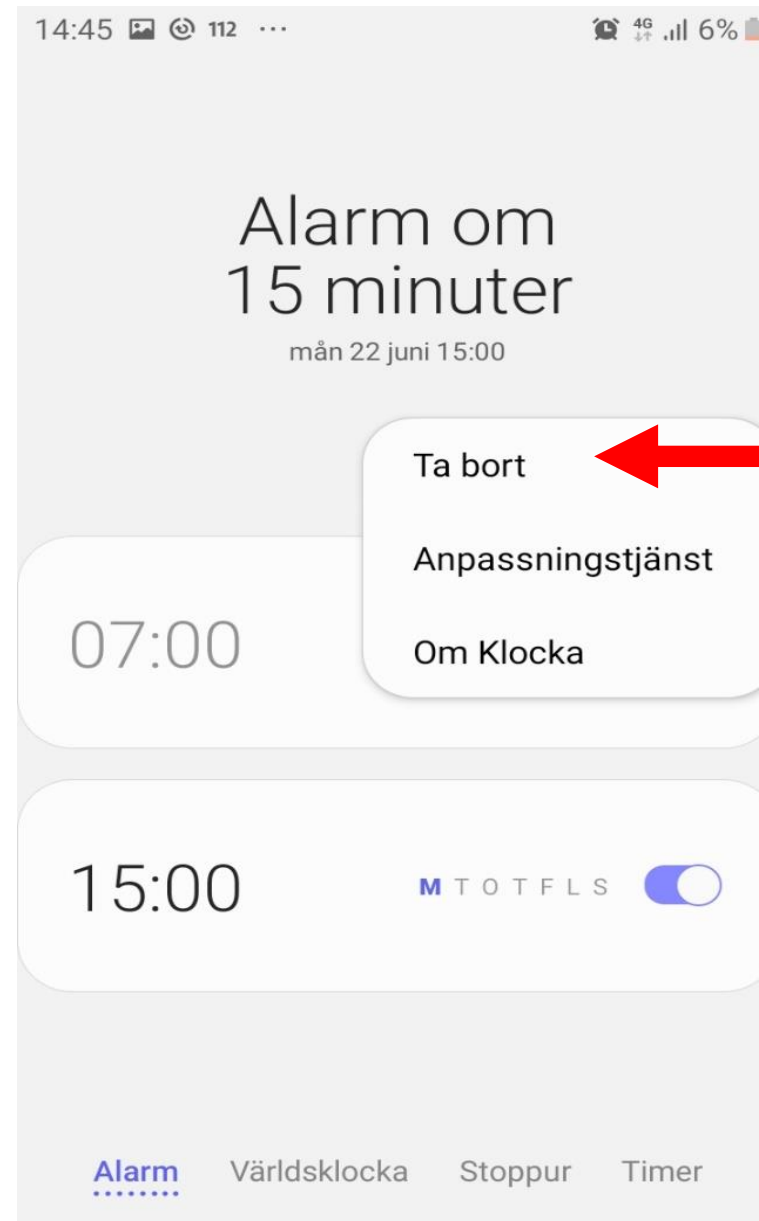 14:45 112 ...
4G 6%
Alarm om
15 minuter
mån 22 juni 15:00
Ta bort
Anpassningstjänst
Om Klocka
07:00
15:00 M T O T F L S
Alarm Världsklocka Stoppur Timer